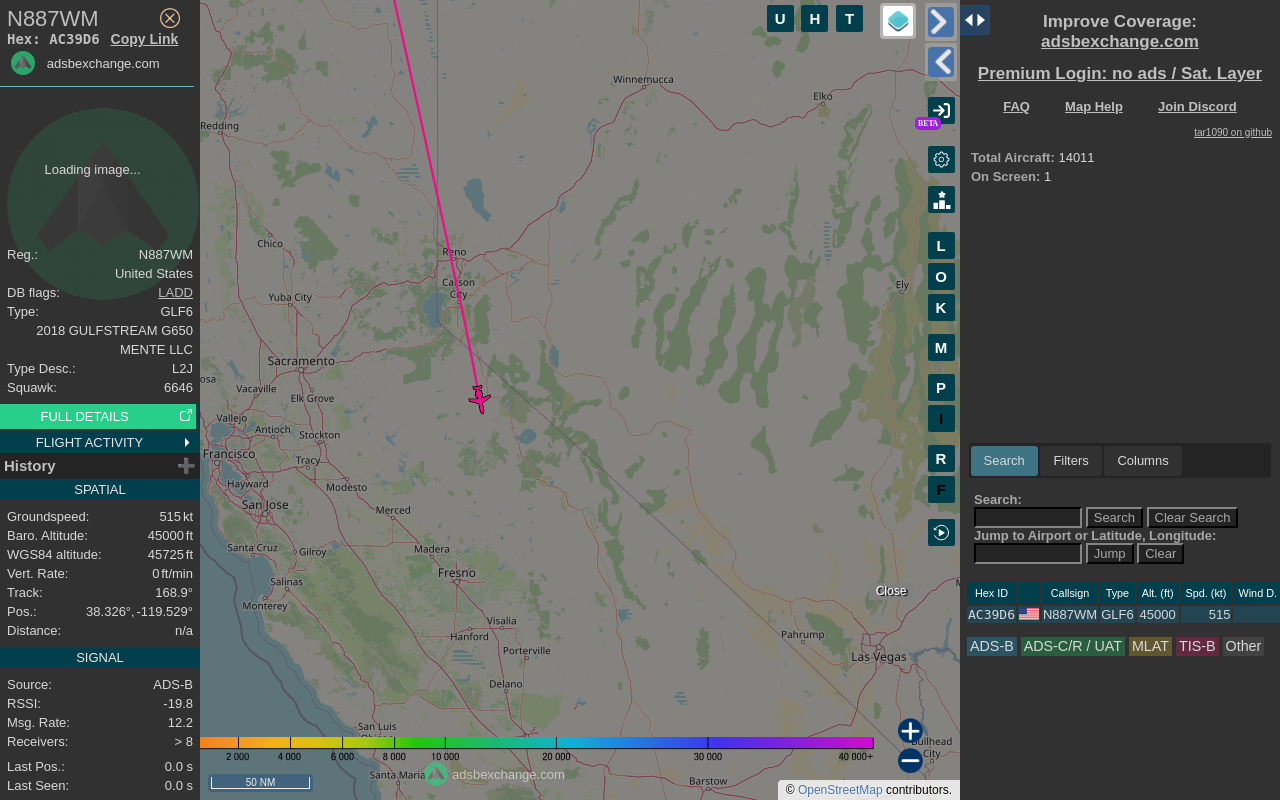 N887WM
Hex: AC39D6 Copy Link
adsbexchange.com
Loading image...
Reg.: N887WM
United States
DB flags: LADD
Type: GLF6
2018 GULFSTREAM G650
MENTE LLC
Type Desc.: L2J
Squawk: 6646
FULL DETAILS
FLIGHT ACTIVITY
History
SPATIAL
Groundspeed: 515 kt
Baro. Altitude: 45000 ft
WGS84 altitude: 45725 ft
Vert. Rate: 0 ft/min
Track: 168.9°
Pos.: 38.326°, -119.529°
Distance: n/a
SIGNAL
Source: ADS-B
RSSI: -19.8
Msg. Rate: 12.2
Receivers: > 8
Last Pos.: 0.0 s
Last Seen: 0.0 s
U H T
Winnemucca
Elko
Redding
BETA
Chico
Reno
Carson
City
Ely
Yuba City
Sacramento
osa
Vacaville
Elk Grove
Vallejo
Antioch
Stockton
Francisco
Tracy
Hayward
Modesto
San Jose
Merced
Santa Cruz
Gilroy
Madera
Fresno
Salinas
Monterey
Visalia
Hanford
Porterville
Delano
Pahrump
Las Vegas
San Luis
Bullhead
City
Santa Maria
Barstow
L
O
K
M
P
I
R
F
Close
2 000 4 000 6 000 8 000 10 000 20 000 30 000 40 000+
adsbexchange.com
50 NM
© OpenStreetMap contributors.
Improve Coverage:
adsbexchange.com
Premium Login: no ads / Sat. Layer
FAQ Map Help Join Discord
tar1090 on github
Total Aircraft: 14011
On Screen: 1
Search Filters Columns
Search:
Search Clear Search
Jump to Airport or Latitude, Longitude:
Jump Clear
Hex ID Callsign Type Alt. (ft) Spd. (kt) Wind D.
AC39D6 N887WM GLF6 45000 515
ADS-B ADS-C/R / UAT MLAT TIS-B Other